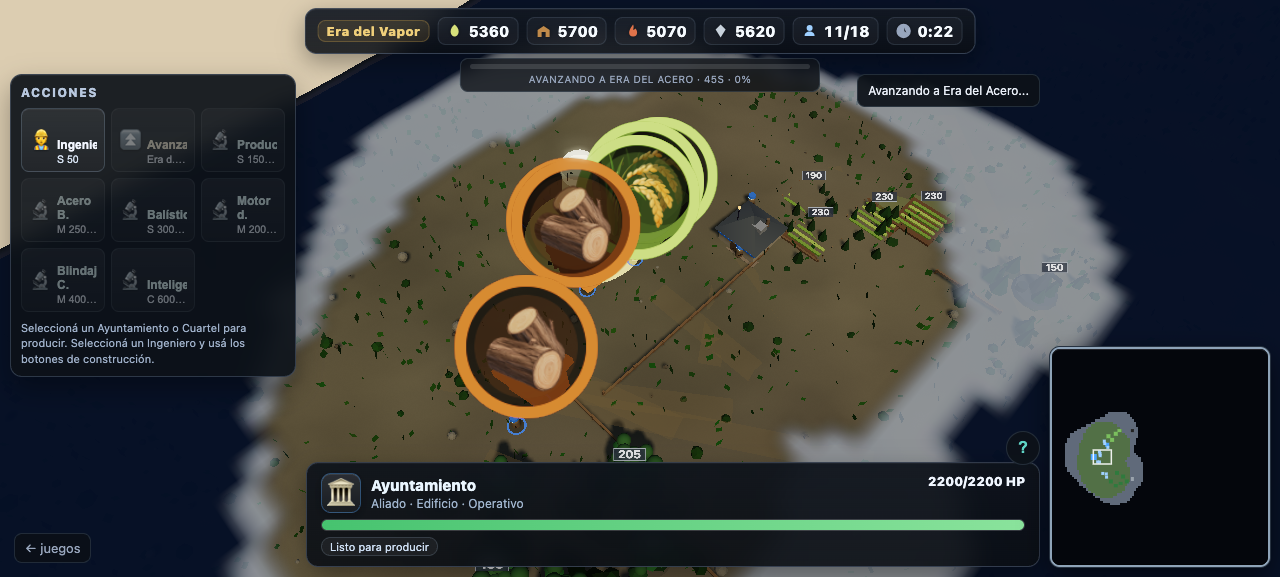 Era del Vapor 5360 5700 5070 5620 11/18 0:22
AVANZANDO A ERA DEL ACERO · 45S · 0%
Avanzando a Era del Acero...
ACCIONES
Ingenie
S 50
Avanza
Era d....
Produc
S 150...
Acero B.
M 250...
Balístic
S 300...
Motor d.
M 200...
Blindaj C.
M 400...
Intelige
C 600...
Seleccioná un Ayuntamiento o Cuartel para
producir. Seleccioná un Ingeniero y usá los
botones de construcción.
190
230
230
230
150
205
?
Ayuntamiento
2200/2200 HP
Aliado · Edificio · Operativo
Listo para producir
← juegos